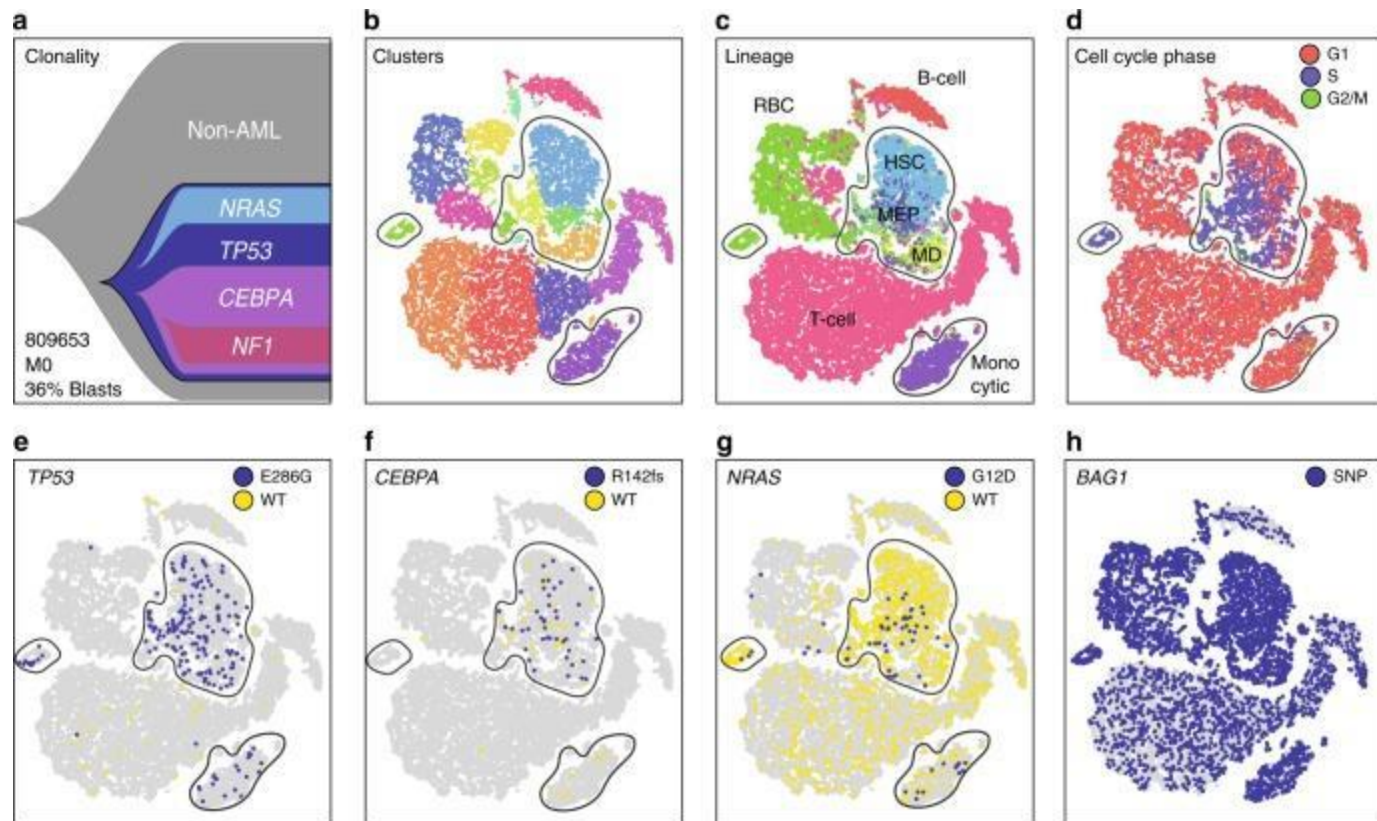 a
Clonality
Non-AML
NRAS
TP53
CEBPA
NF1
809653
M0
36% Blasts
b
Clusters
c
Lineage
B-cell
RBC
HSC
MEP
MD
T-cell
Mono
cytic
d
Cell cycle phase
G1
S
G2/M
e
TP53
E286G
WT
f
CEBPA
R142fs
WT
g
NRAS
G12D
WT
h
BAG1
SNP